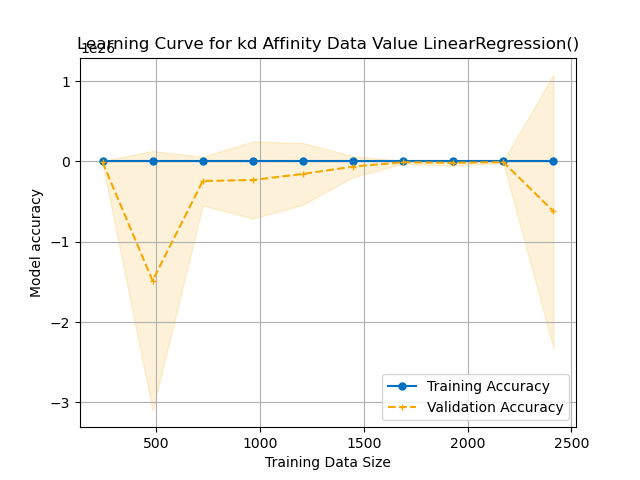 Learning Curve for kd Affinity Data Value LinearRegression()
1e26
1
0
−1
−2
−3
Model accuracy
500
1000
1500
2000
2500
Training Data Size
Training Accuracy
Validation Accuracy